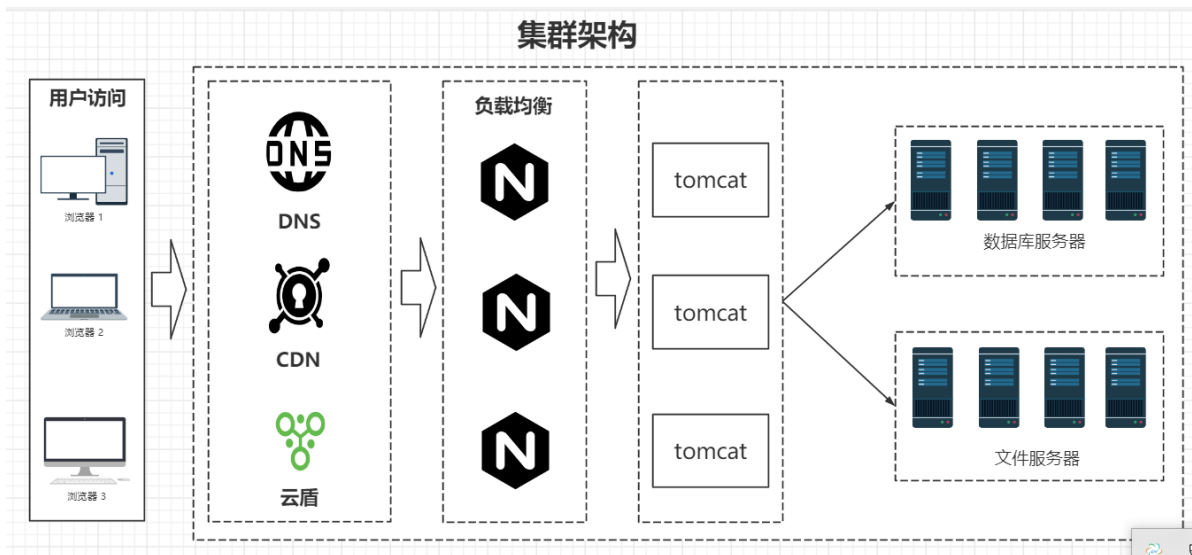 集群架构
用户访问
浏览器 1
浏览器 2
浏览器 3
DNS
DNS
CDN
云盾
负载均衡
N
N
N
tomcat
tomcat
tomcat
数据库服务器
文件服务器